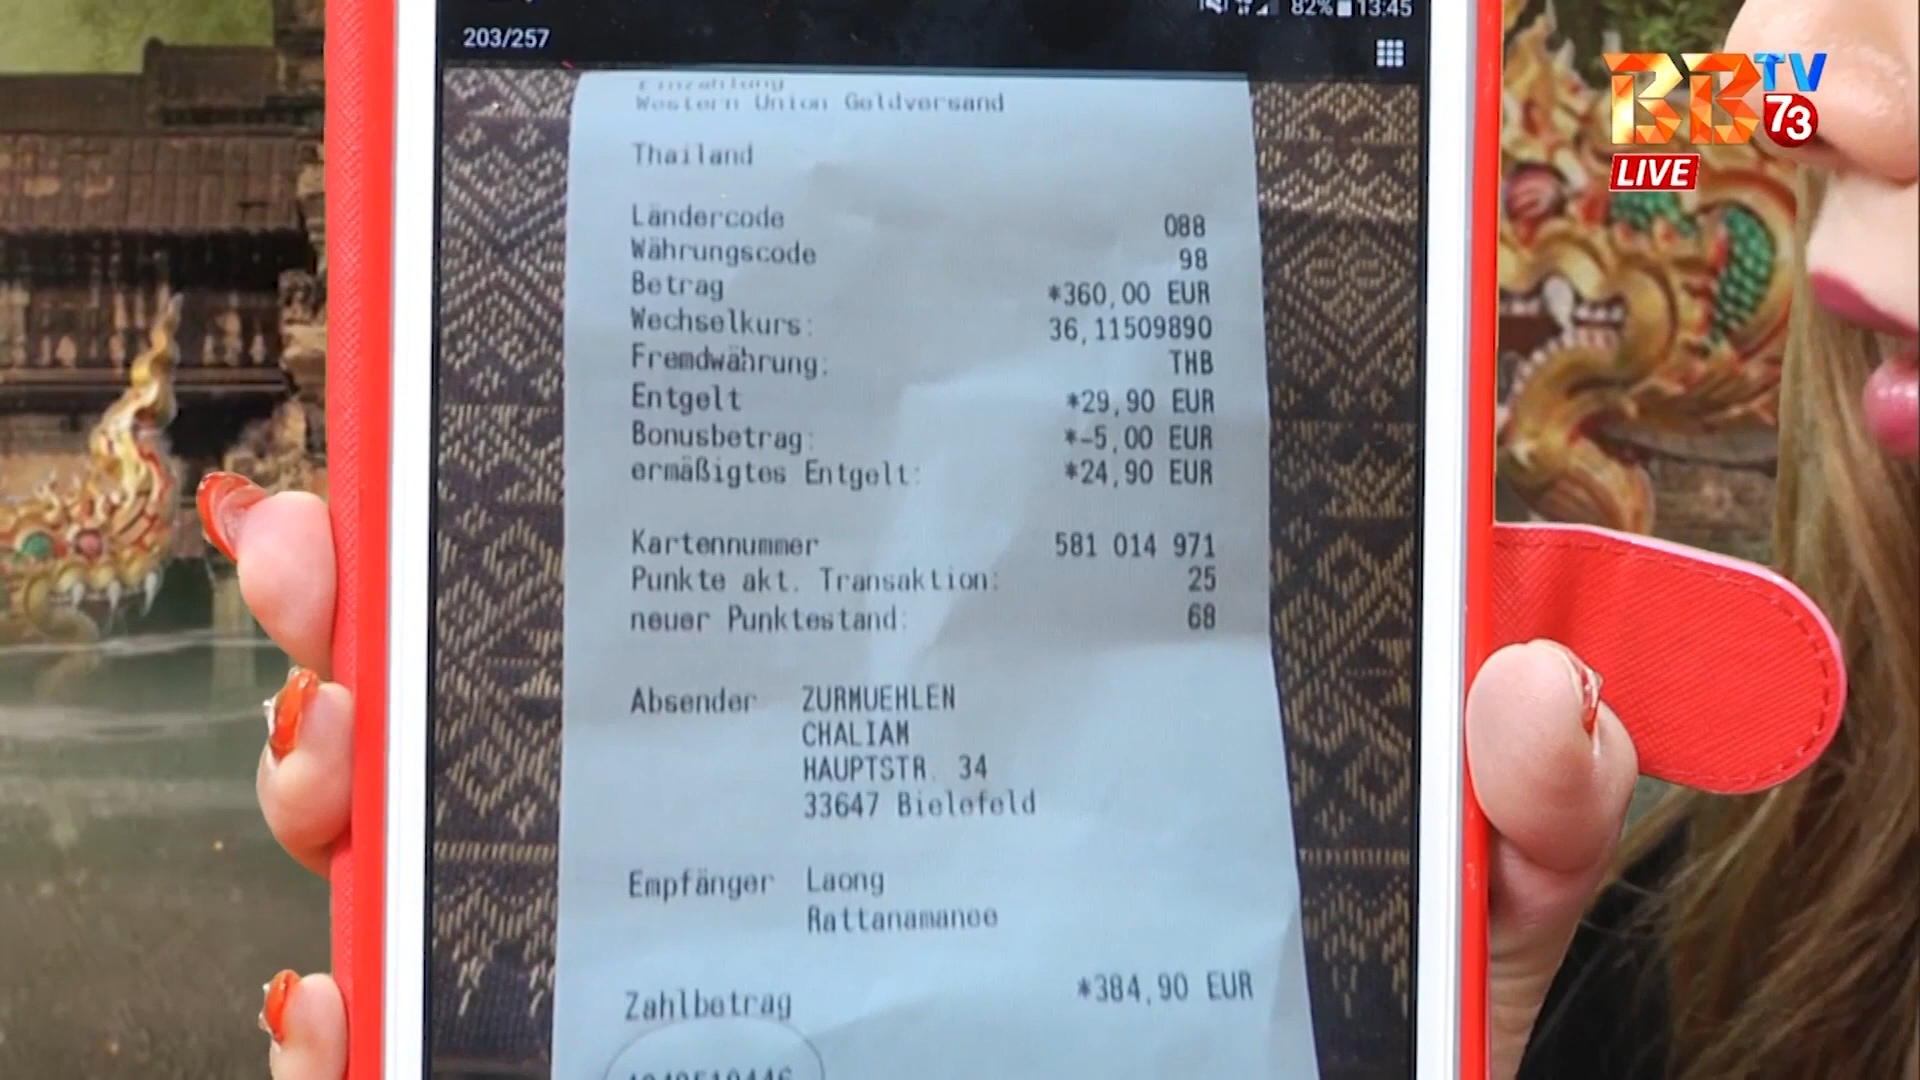 82% 13:45
203/257
BBTV
73
LIVE
Einzahlung
Western Union Geldversand
Thailand
Ländercode 088
Währungscode 98
Betrag *360,00 EUR
Wechselkurs: 36,11509890
Fremdwährung: THB
Entgelt *29,90 EUR
Bonusbetrag: *-5,00 EUR
ermäßigtes Entgelt: *24,90 EUR
Kartennummer 581 014 971
Punkte akt. Transaktion: 25
neuer Punktestand: 68
Absender ZURMUEHLEN
CHALIAM
HAUPTSTR. 34
33647 Bielefeld
Empfänger Laong
Rattanamanee
Zahlbetrag *384,90 EUR